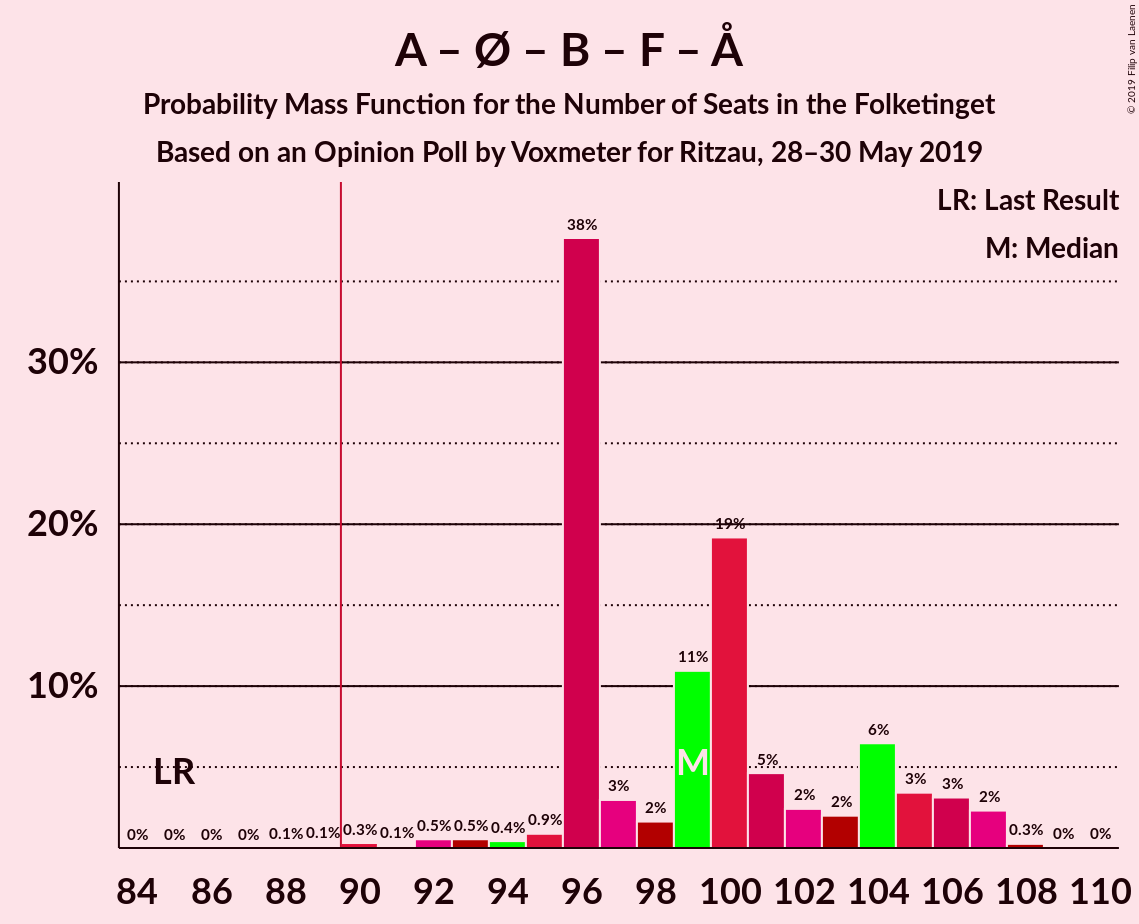 A – Ø – B – F – Å
Probability Mass Function for the Number of Seats in the Folketinget
Based on an Opinion Poll by Voxmeter for Ritzau, 28–30 May 2019
© 2019 Filip van Laenen
LR: Last Result
M: Median
30%
20%
10%
LR
M
0% 0% 0% 0% 0.1% 0.1% 0.3% 0.1% 0.5% 0.5% 0.4% 0.9% 38% 3% 2% 11% 19% 5% 2% 2% 6% 3% 3% 2% 0.3% 0% 0%
84 86 88 90 92 94 96 98 100 102 104 106 108 110